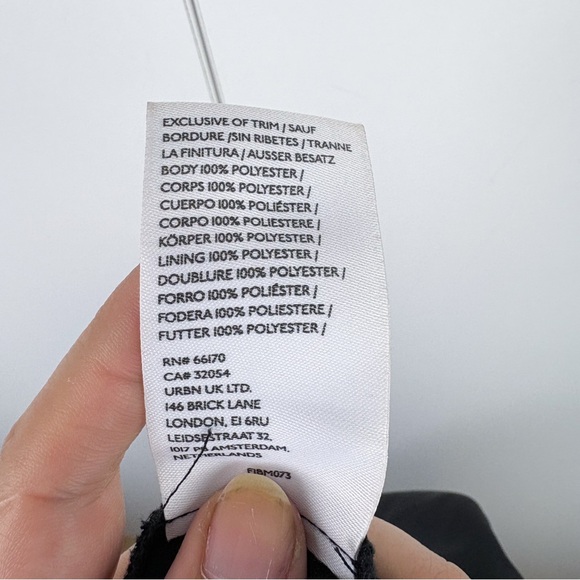 EXCLUSIVE OF TRIM / SAUF
BORDURE /SIN RIBETES / TRANNE
LA FINITURA / AUSSER BESATZ
BODY 100% POLYESTER /
CORPS 100% POLYESTER /
CUERPO 100% POLIÉSTER /
CORPO 100% POLIESTERE /
KÖRPER 100% POLYESTER /
LINING 100% POLYESTER /
DOUBLURE 100% POLYESTER /
FORRO 100% POLIÉSTER /
FODERA 100% POLIESTERE /
FUTTER 100% POLYESTER /
RN# 66170
CA# 32054
URBN UK LTD.
146 BRICK LANE
LONDON, E1 6RU
LEIDSESTRAAT 32,
1017 PB AMSTERDAM,
NETHERLANDS
FIBM073